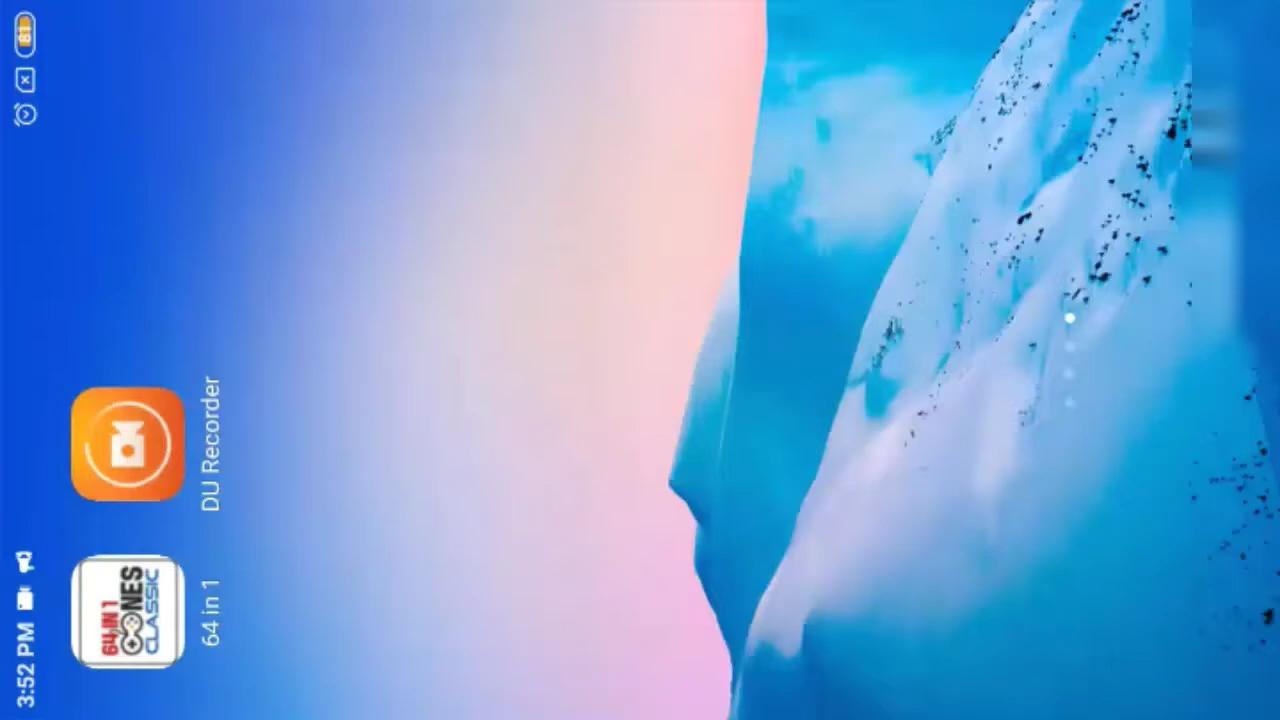 3:52 PM
81
64 IN 1
NES
CLASSIC
64 in 1
DU Recorder